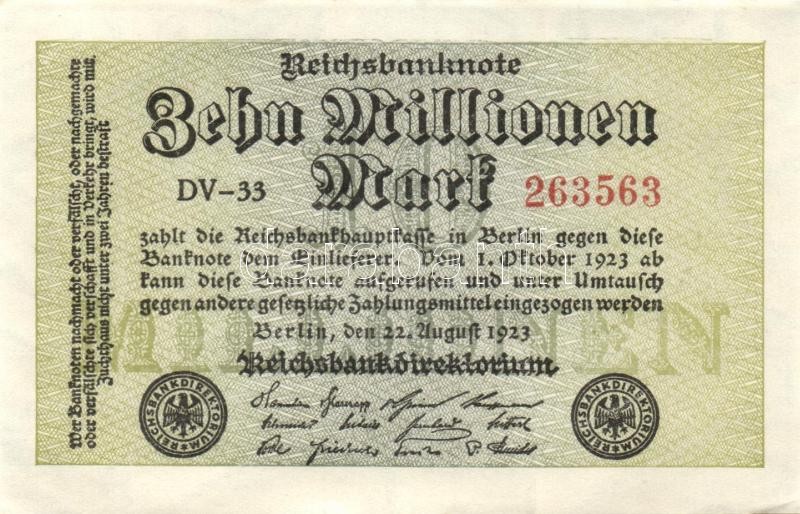 Reichsbanknote
Zehn Millionen
Mark
DV-33
263563
zahlt die Reichsbankhauptkasse in Berlin gegen diese
Banknote dem Einlieferer. Vom 1. Oktober 1923 ab
kann diese Banknote aufgerufen und unter Umtausch
gegen andere gesetzliche Zahlungsmittel eingezogen werden
Berlin, den 22. August 1923
Reichsbankdirektorium
REICHSBANKDIREKTORIUM
REICHSBANKDIREKTORIUM
Wer Banknoten nachmacht oder verfälscht, oder nachgemachte
oder verfälschte sich verschafft und in Verkehr bringt, wird mit
Zuchthaus nicht unter zwei Jahren bestraft